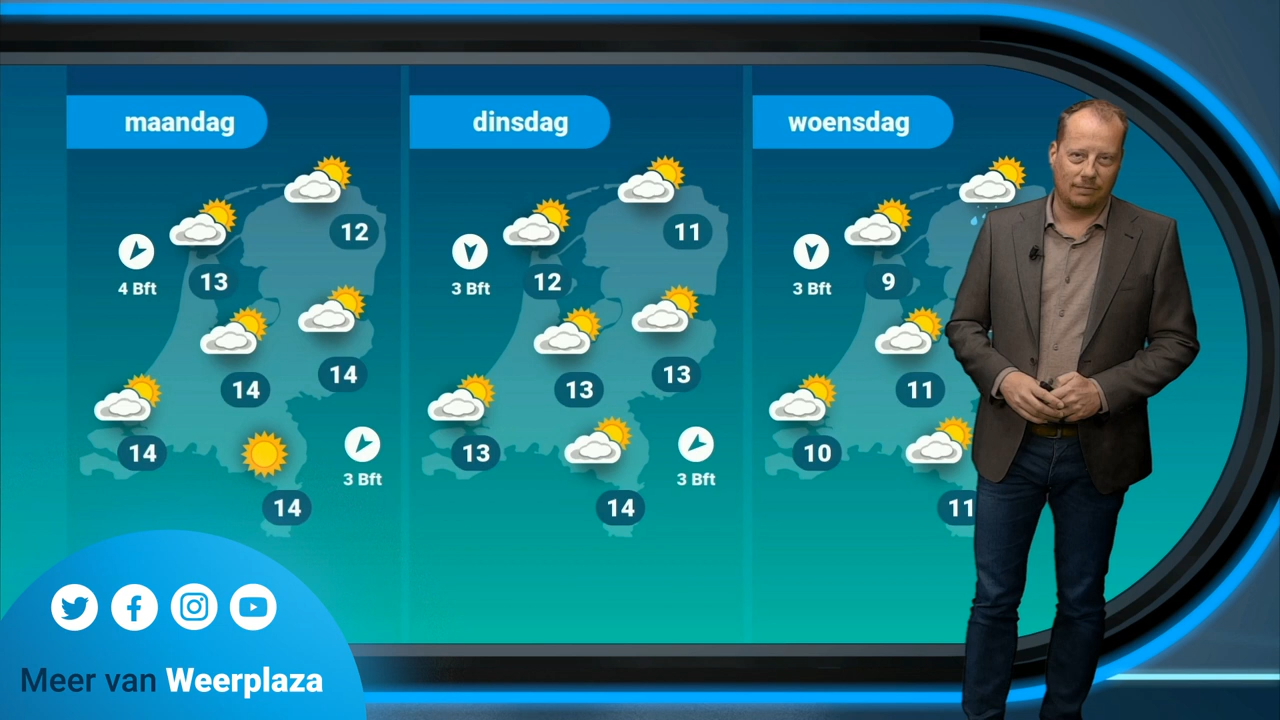 maandag
12
13
4 Bft
14
14
14
3 Bft
14
dinsdag
11
12
3 Bft
13
13
13
3 Bft
14
woensdag
9
3 Bft
11
10
11
Meer van Weerplaza